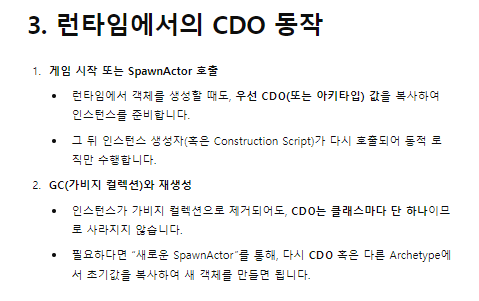 3. 런타임에서의 CDO 동작
1. 게임 시작 또는 SpawnActor 호출
• 런타임에서 객체를 생성할 때도, 우선 CDO(또는 아키타입) 값을 복사하여
인스턴스를 준비합니다.
• 그 뒤 인스턴스 생성자(혹은 Construction Script)가 다시 호출되어 동적 로
직만 수행합니다.
2. GC(가비지 컬렉션)와 재생성
• 인스턴스가 가비지 컬렉션으로 제거되어도, CDO는 클래스마다 단 하나이므
로 사라지지 않습니다.
• 필요하다면 “새로운 SpawnActor”를 통해, 다시 CDO 혹은 다른 Archetype에
서 초기값을 복사하여 새 객체를 만들면 됩니다.